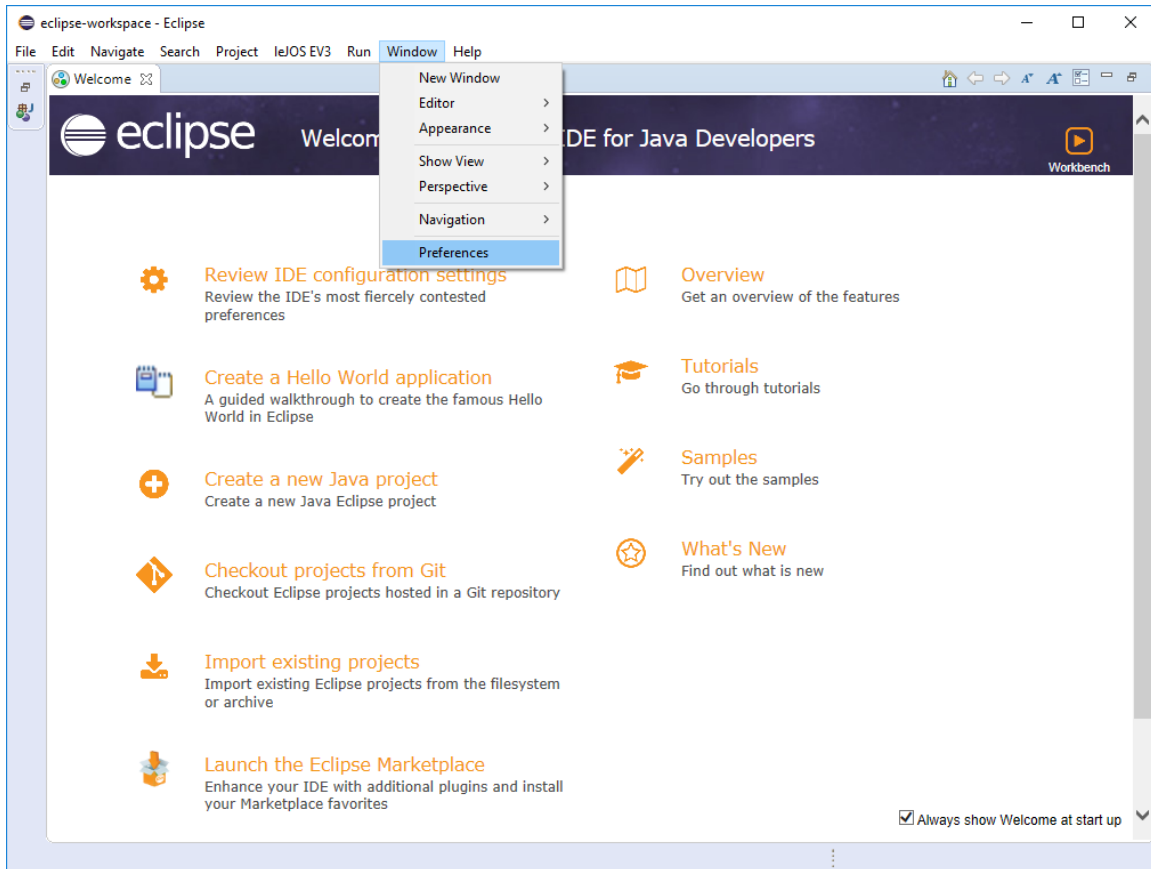 eclipse-workspace - Eclipse
File Edit Navigate Search Project leJOS EV3 Run Window Help
Welcome
New Window
Editor
Appearance
Show View
Perspective
Navigation
Preferences
eclipse
Welcom
IDE for Java Developers
Workbench
Review IDE configuration settings
Review the IDE's most fiercely contested
preferences
Create a Hello World application
A guided walkthrough to create the famous Hello
World in Eclipse
Create a new Java project
Create a new Java Eclipse project
Checkout projects from Git
Checkout Eclipse projects hosted in a Git repository
Import existing projects
Import existing Eclipse projects from the filesystem
or archive
Launch the Eclipse Marketplace
Enhance your IDE with additional plugins and install
your Marketplace favorites
Overview
Get an overview of the features
Tutorials
Go through tutorials
Samples
Try out the samples
What's New
Find out what is new
Always show Welcome at start up